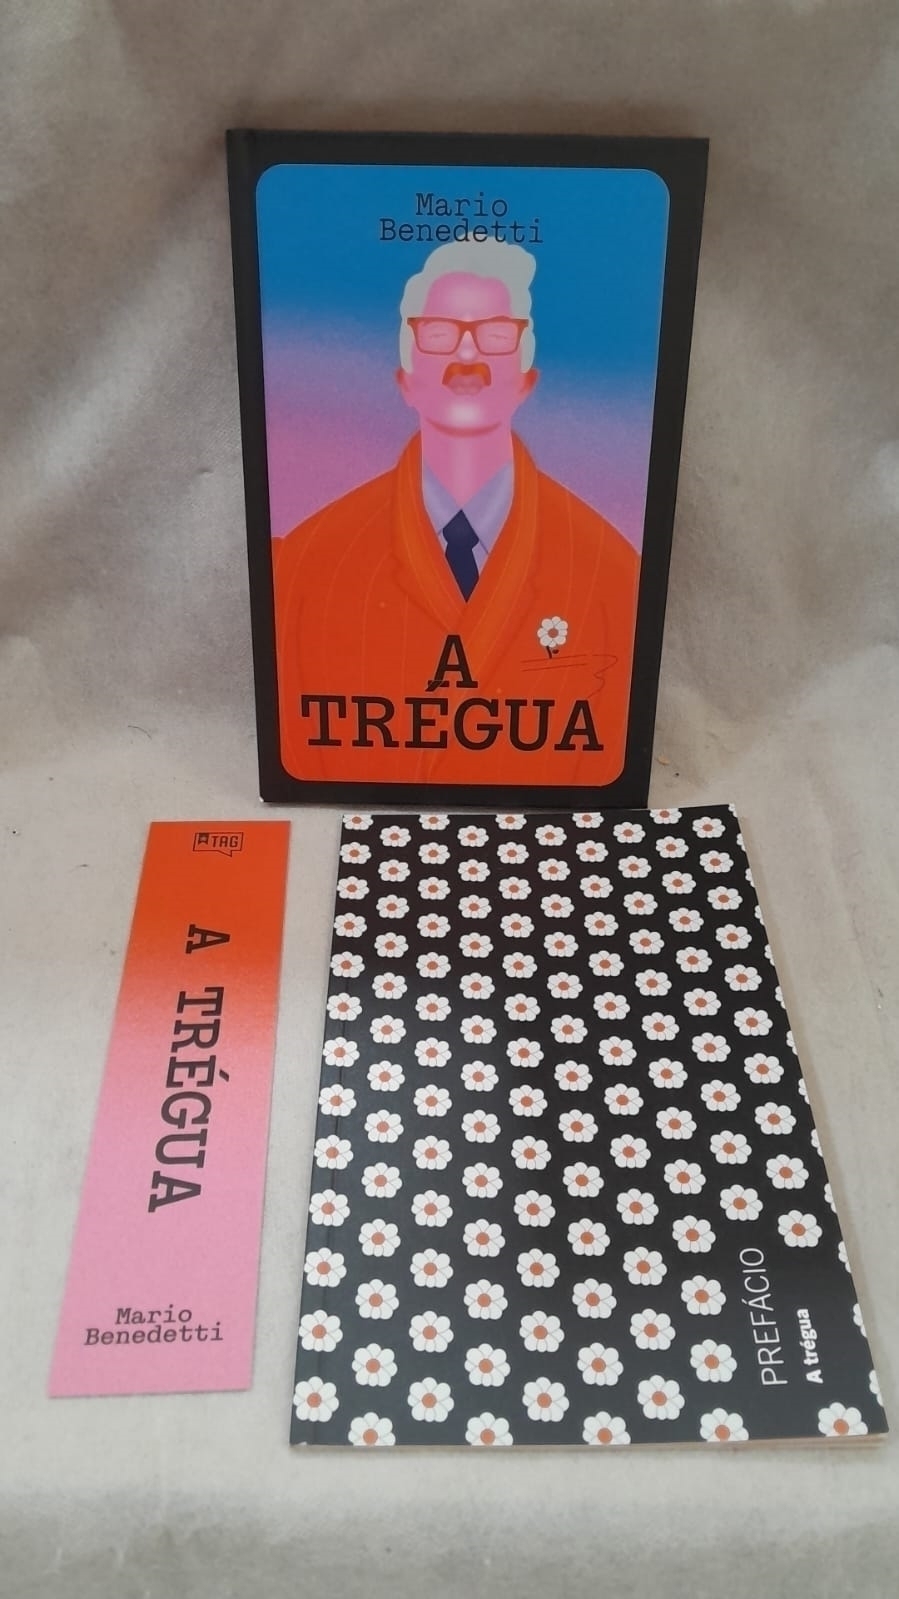 Mario
Benedetti
A
TRÉGUA
TAG
A TRÉGUA
Mario
Benedetti
PREFÁCIO
A trégua